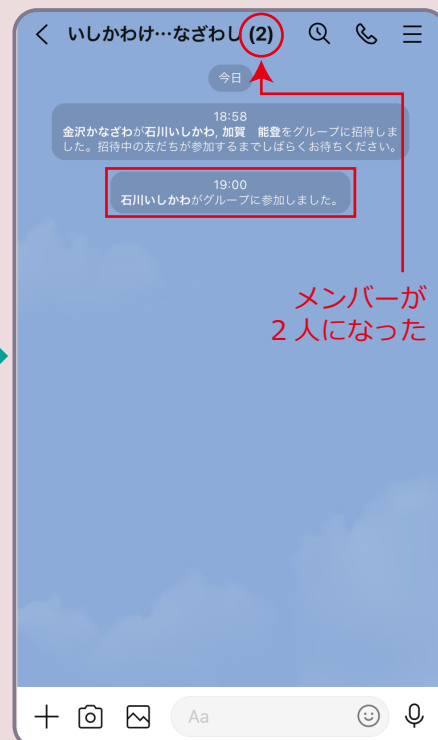 いしかわけ…なざわし (2)
今日
18:58
金沢かなざわが石川いしかわ, 加賀　能登をグループに招待しま
した。招待中の友だちが参加するまでしばらくお待ちください。
19:00
石川いしかわがグループに参加しました。
メンバーが
2 人になった
Aa